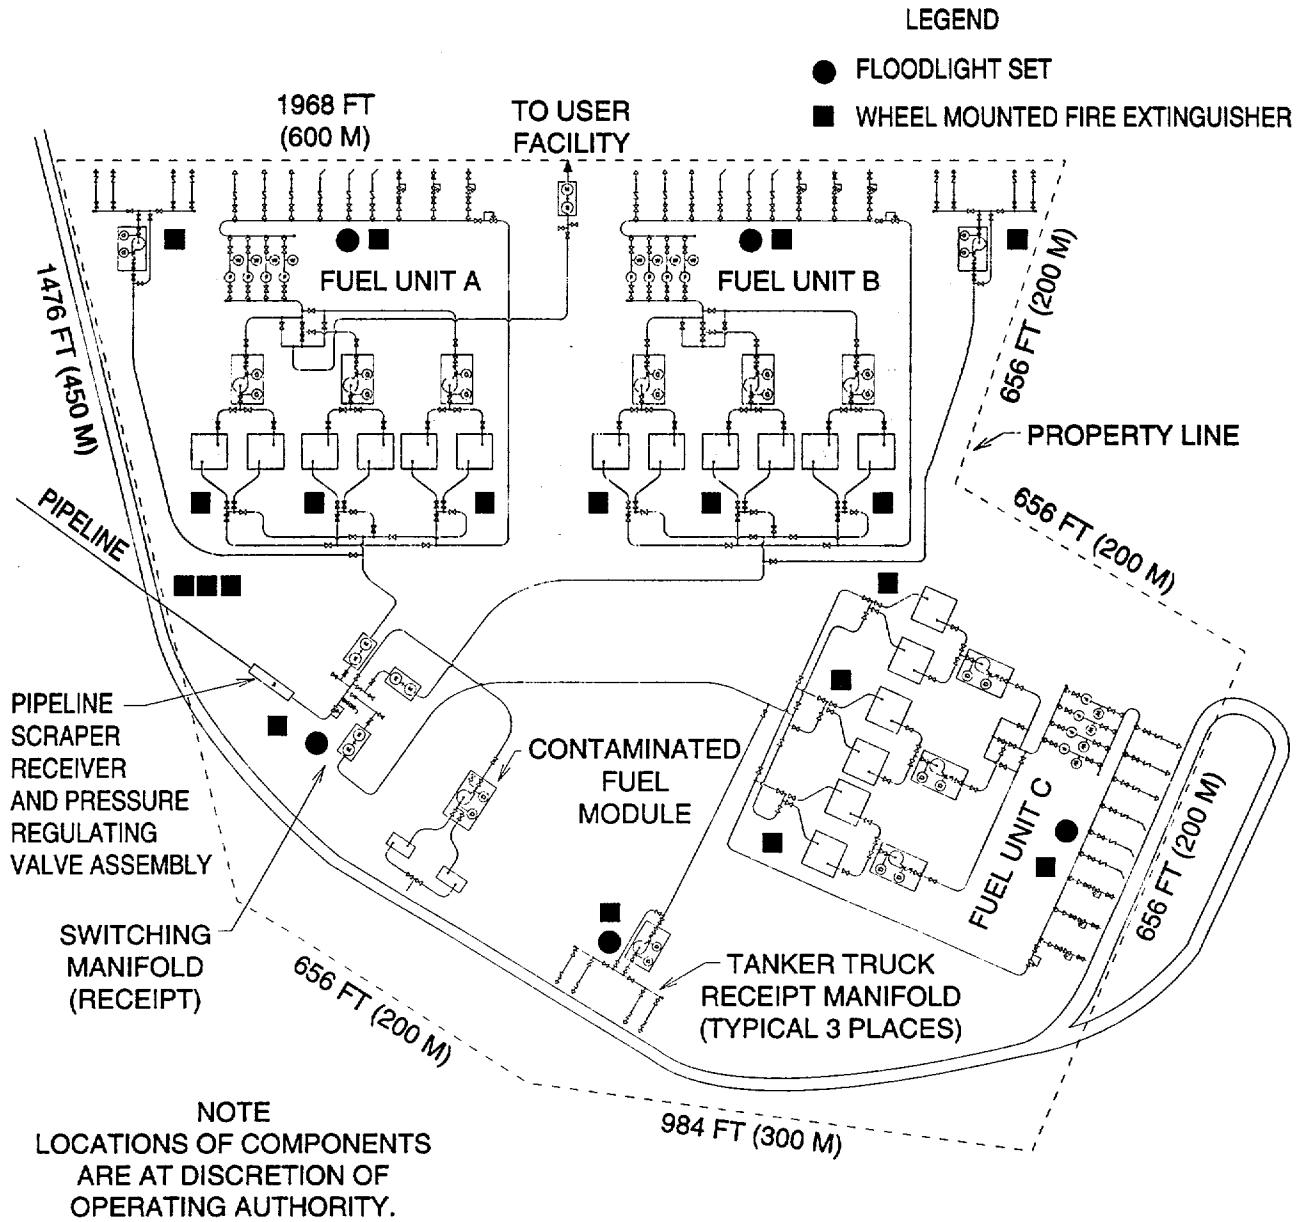 LEGEND
FLOODLIGHT SET
WHEEL MOUNTED FIRE EXTINGUISHER
1968 FT
(600 M)
TO USER
FACILITY
FUEL UNIT A
FUEL UNIT B
1476 FT (450 M)
656 FT (200 M)
PROPERTY LINE
656 FT (200 M)
PIPELINE
PIPELINE
SCRAPER
RECEIVER
AND PRESSURE
REGULATING
VALVE ASSEMBLY
CONTAMINATED
FUEL
MODULE
FUEL UNIT C
656 FT (200 M)
SWITCHING
MANIFOLD
(RECEIPT)
656 FT (200 M)
TANKER TRUCK
RECEIPT MANIFOLD
(TYPICAL 3 PLACES)
984 FT (300 M)
NOTE
LOCATIONS OF COMPONENTS
ARE AT DISCRETION OF
OPERATING AUTHORITY.